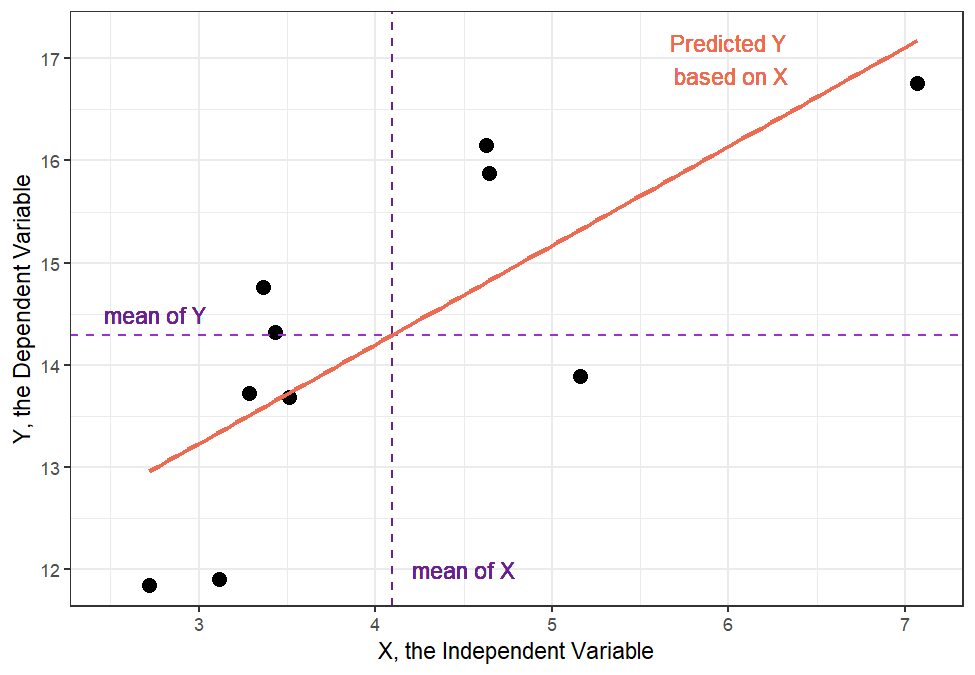 Predicted Y
based on X
17
16
15
mean of Y
14
13
mean of X
12
3 4 5 6 7
X, the Independent Variable
Y, the Dependent Variable